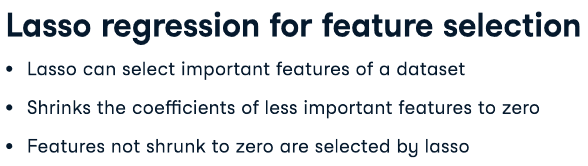 Lasso regression for feature selection
• Lasso can select important features of a dataset
• Shrinks the coefficients of less important features to zero
• Features not shrunk to zero are selected by lasso